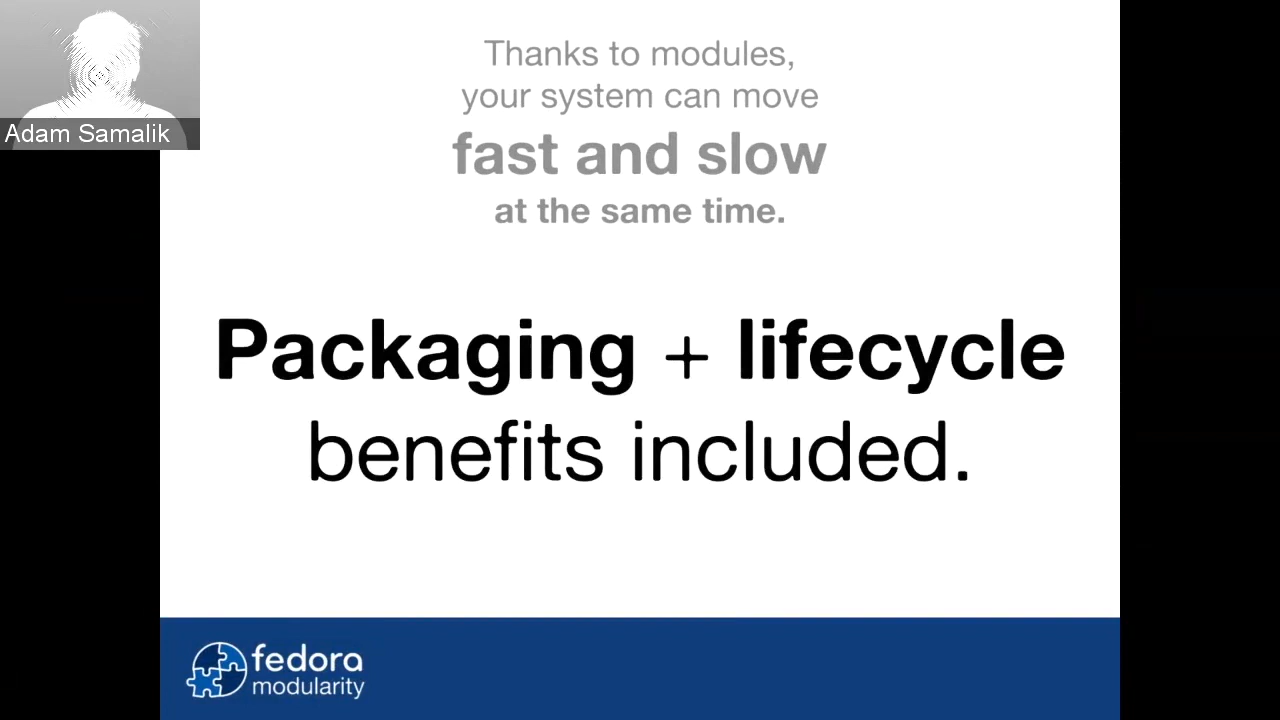 Adam Samalik
Thanks to modules,
your system can move
fast and slow
at the same time.
Packaging + lifecycle
benefits included.
fedora
modularity